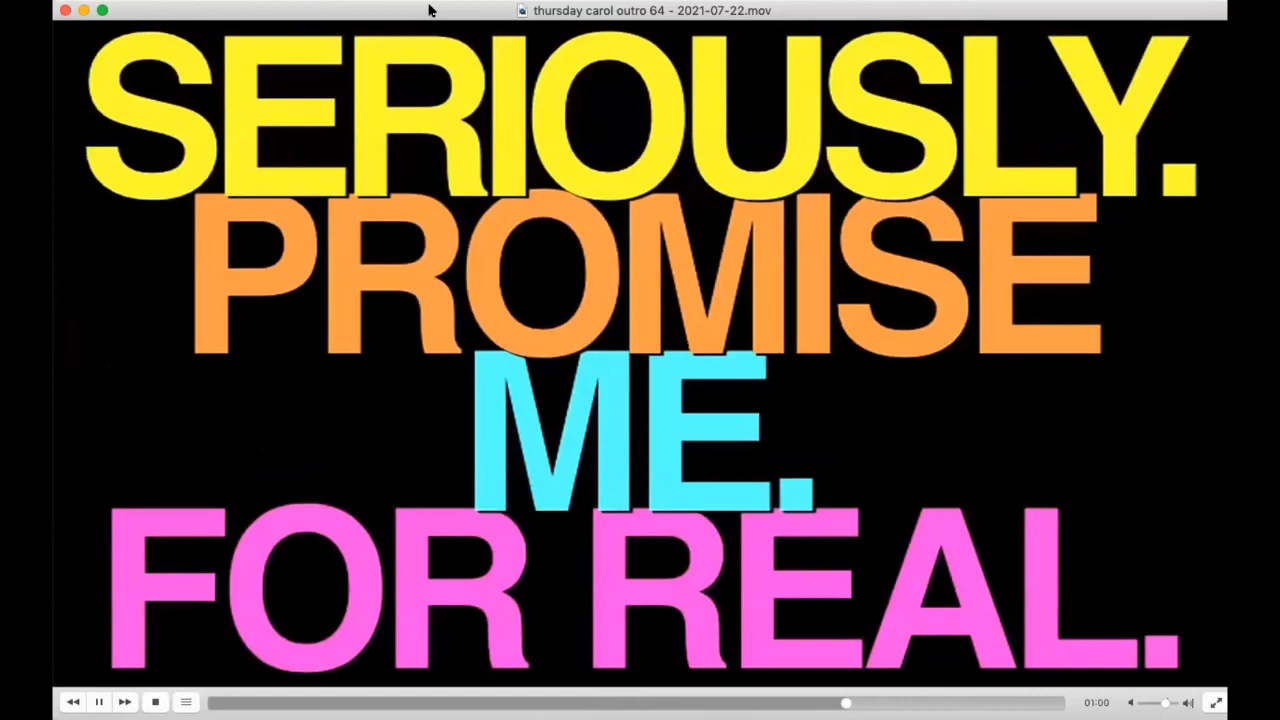 thursday carol outro 64 - 2021-07-22.mov
SERIOUSLY.
PROMISE
ME.
FOR REAL.
01:00